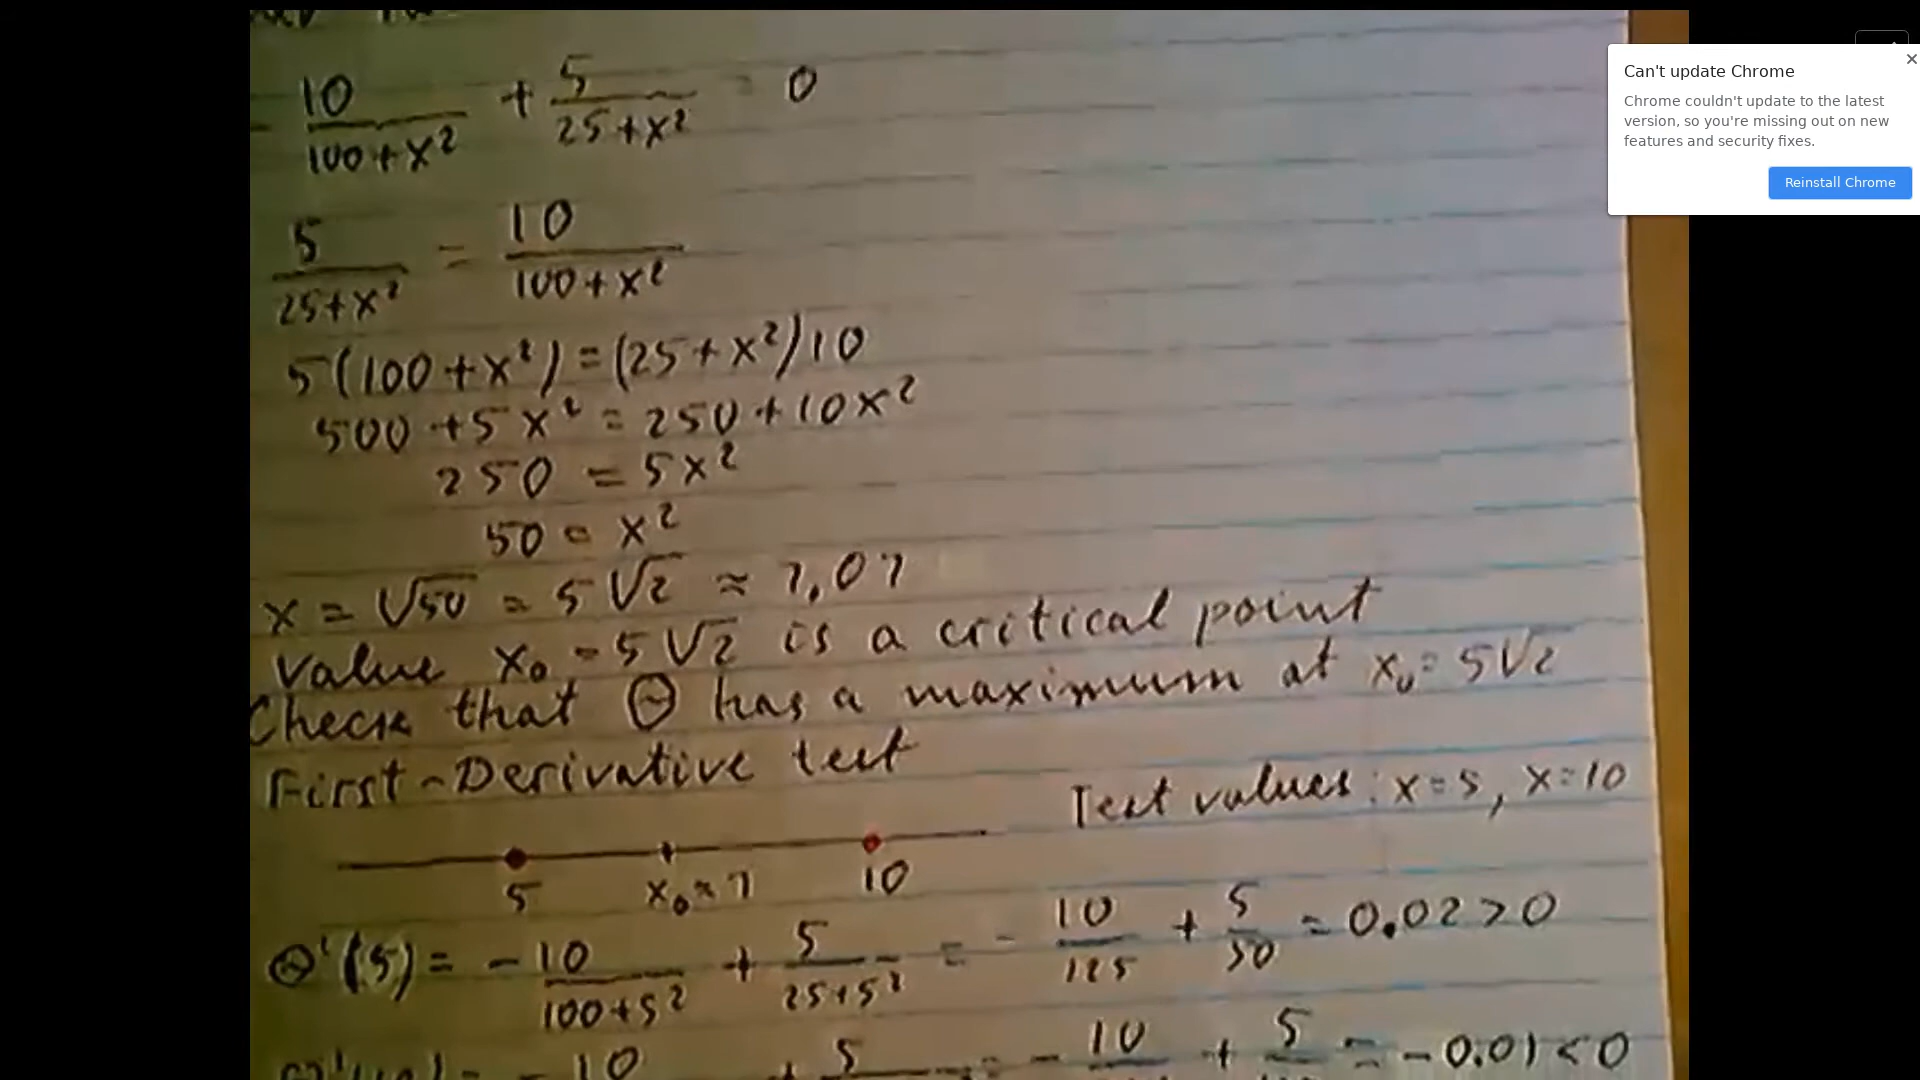 - 10/(100+x²) + 5/(25+x²) = 0
5/(25+x²) = 10/(100+x²)
5(100+x²) = (25+x²)10
500+5x² = 250+10x²
250 = 5x²
50 = x²
x = √50 = 5√2 ≈ 7,07
Value x₀ = 5√2 is a critical point
Check that Θ has a maximum at x₀ = 5√2
First-Derivative test
Test values: x=5, x=10
5 x₀≈7 10
Θ'(5) = - 10/(100+5²) + 5/(25+5²) = - 10/125 + 5/50 = 0.02 > 0
= - 10 + 5 = - 10 + 5 = -0.01 < 0
Can't update Chrome
Chrome couldn't update to the latest
version, so you're missing out on new
features and security fixes.
Reinstall Chrome